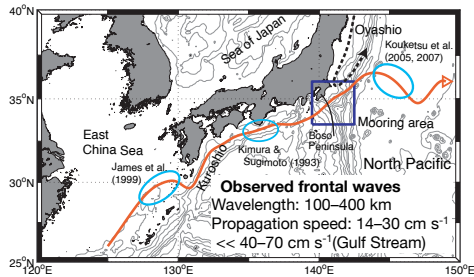 40°N
Sea of Japan
Oyashio
Kouketsu et al.
(2005, 2007)
35°N
East
China Sea
James et al.
(1999)
Kuroshio
Kimura &
Sugimoto (1993)
Boso
Peninsula
Mooring area
North Pacific
30°N
Observed frontal waves
Wavelength: 100–400 km
Propagation speed: 14–30 cm s⁻¹
<< 40–70 cm s⁻¹(Gulf Stream)
25°N
120°E
130°E
140°E
150°E